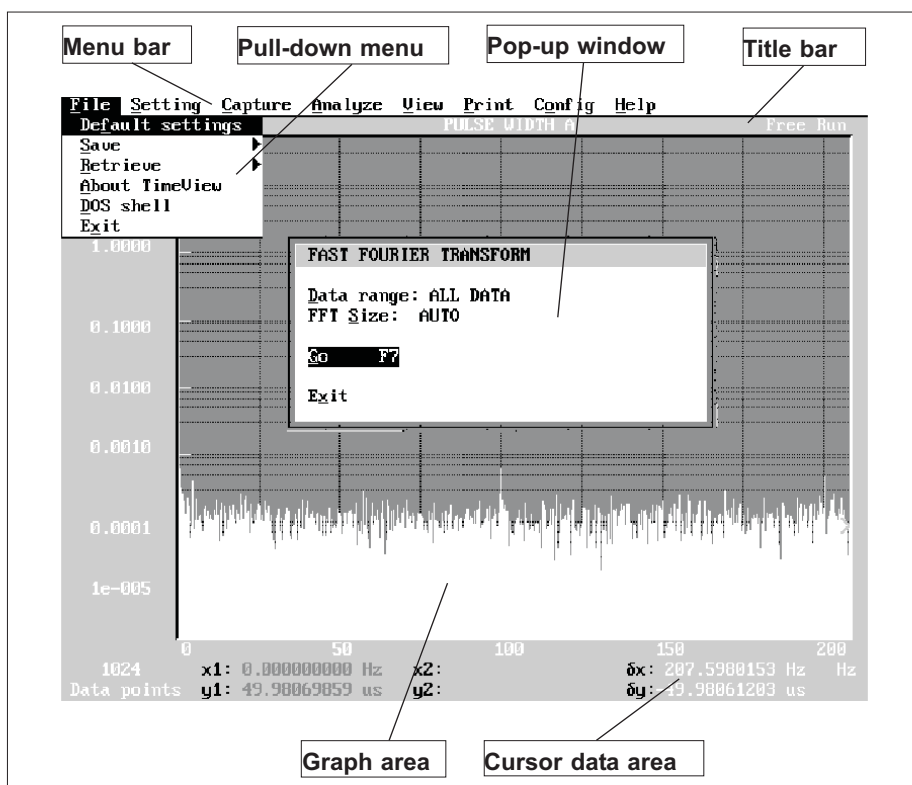 Menu bar
Pull-down menu
Pop-up window
Title bar
File Setting Capture Analyze View Print Config Help
Default settings
PULSE WIDTH A
Free Run
Save
Retrieve
About TimeView
DOS shell
Exit
1.0000
FAST FOURIER TRANSFORM
Data range: ALL DATA
FFT Size: AUTO
0.1000
Go F7
0.0100
Exit
0.0010
0.0001
1e-005
0 50 100 150 200
1024 x1: 0.000000000 Hz x2: δx: 207.5980153 Hz Hz
Data points y1: 49.98069859 us y2: δy:-49.98061203 us
Graph area
Cursor data area